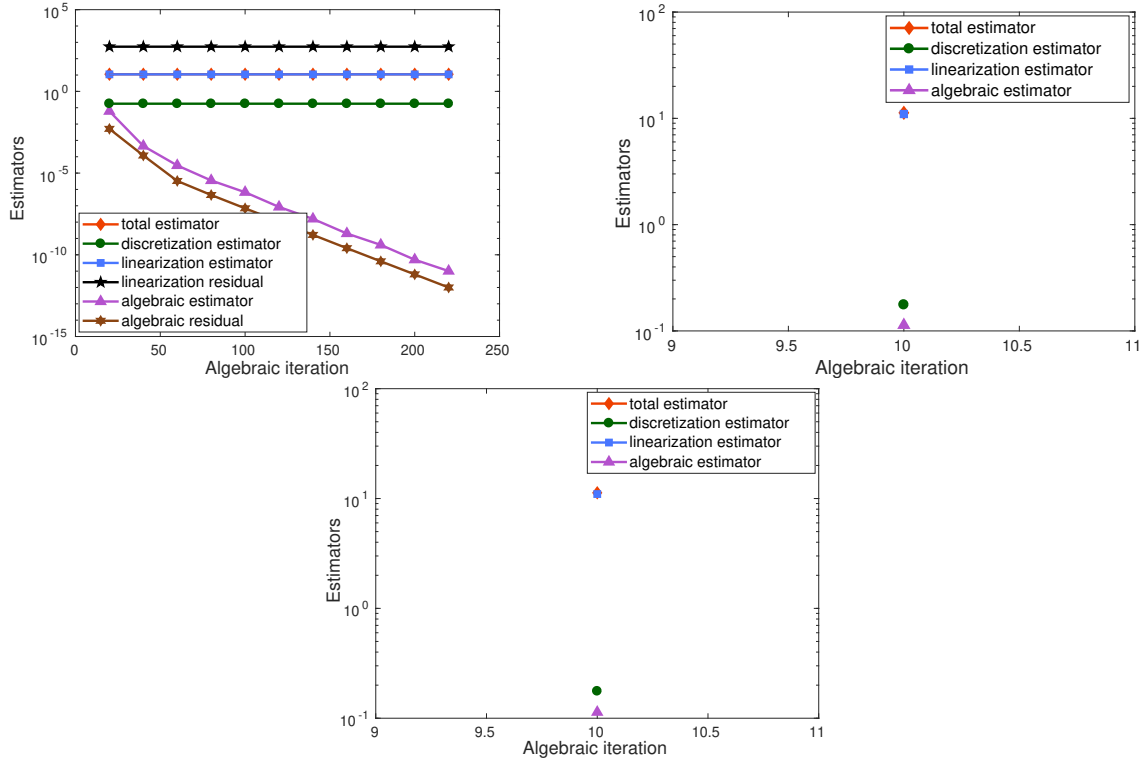 10^5
10^0
10^-5
10^-10
10^-15
Estimators
total estimator
discretization estimator
linearization estimator
linearization residual
algebraic estimator
algebraic residual
0 50 100 150 200 250
Algebraic iteration
10^2
10^1
10^0
10^-1
Estimators
total estimator
discretization estimator
linearization estimator
algebraic estimator
9 9.5 10 10.5 11
Algebraic iteration
10^2
10^1
10^0
10^-1
Estimators
total estimator
discretization estimator
linearization estimator
algebraic estimator
9 9.5 10 10.5 11
Algebraic iteration